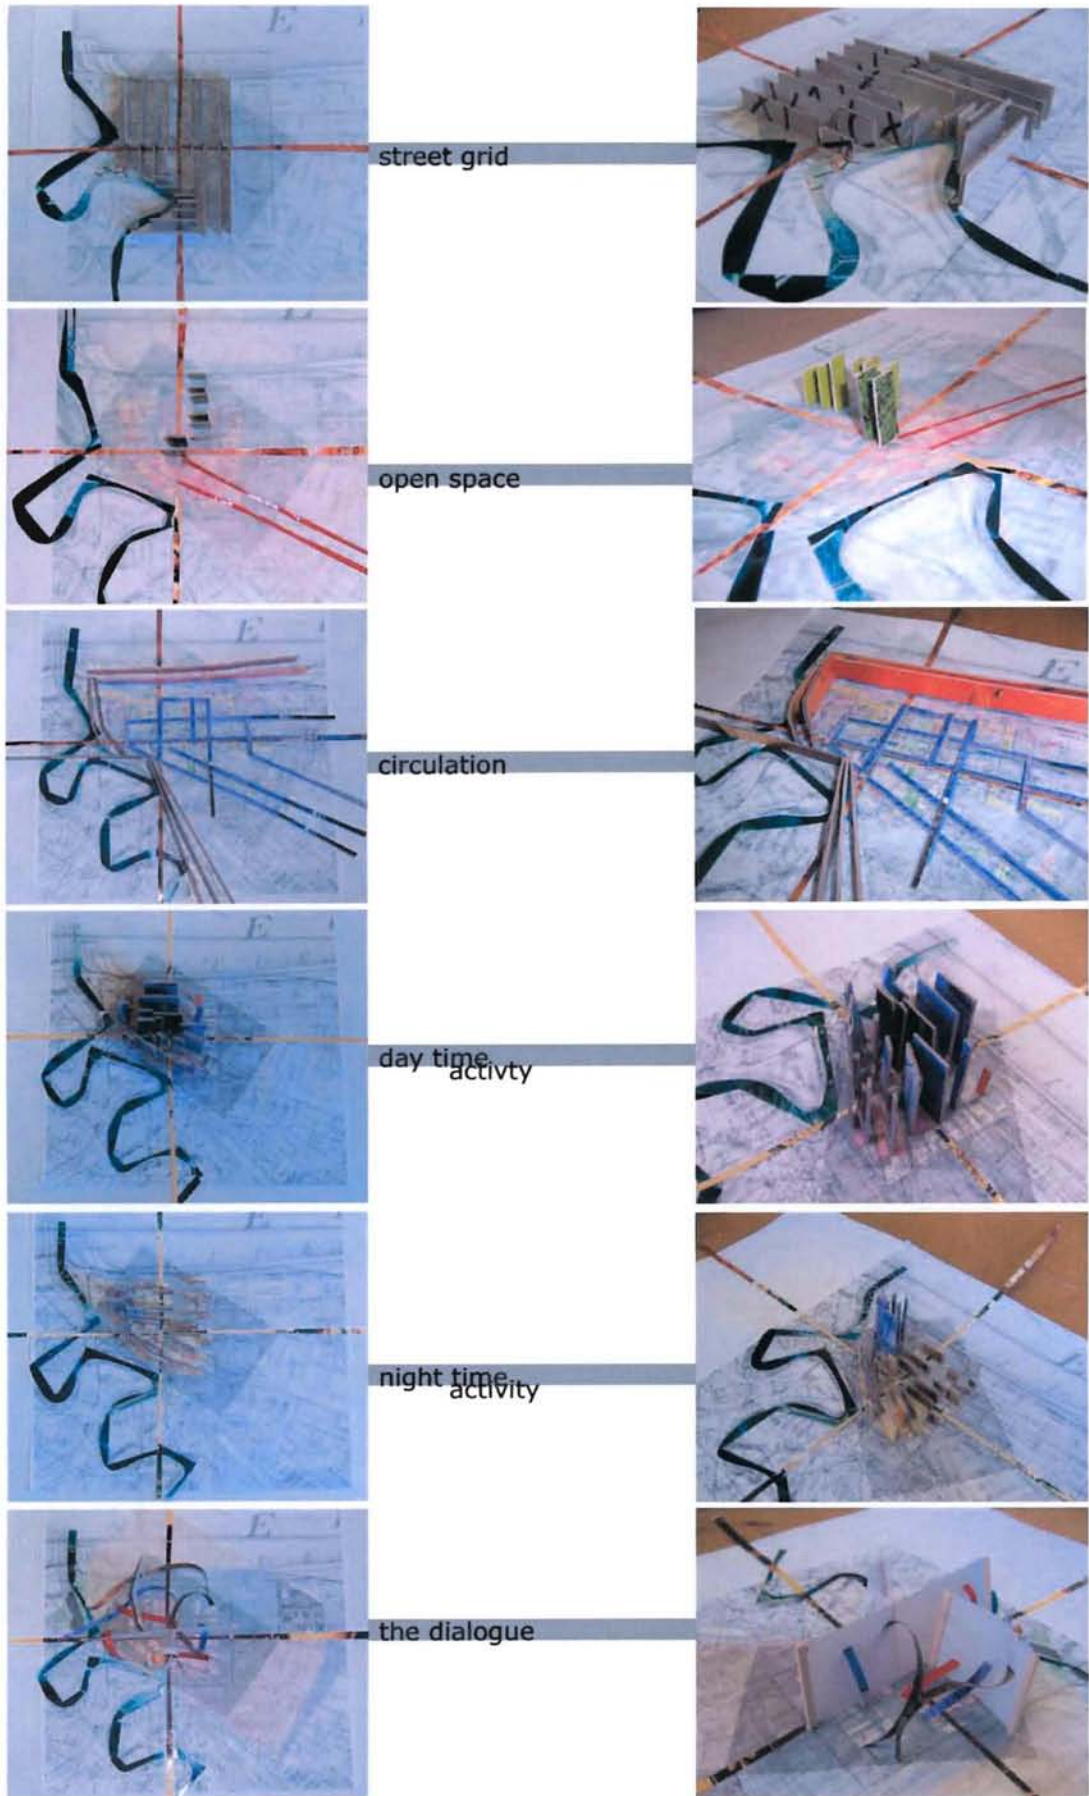 E
street grid
open space
circulation
E
E
day time
activty
E
night time
activity
E
E
the dialogue